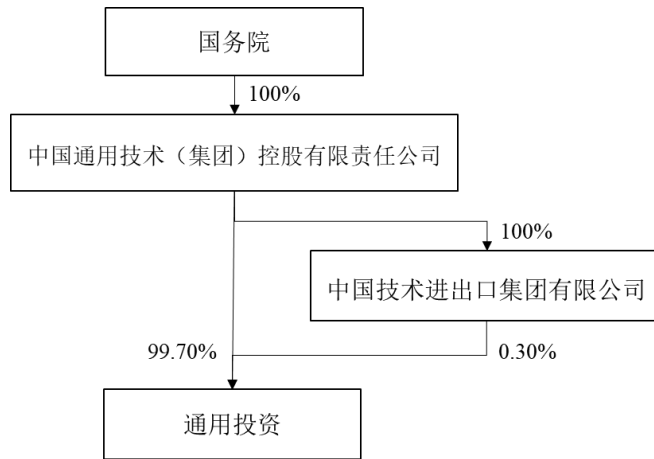 国务院
100%
中国通用技术（集团）控股有限责任公司
100%
中国技术进出口集团有限公司
99.70%
0.30%
通用投资